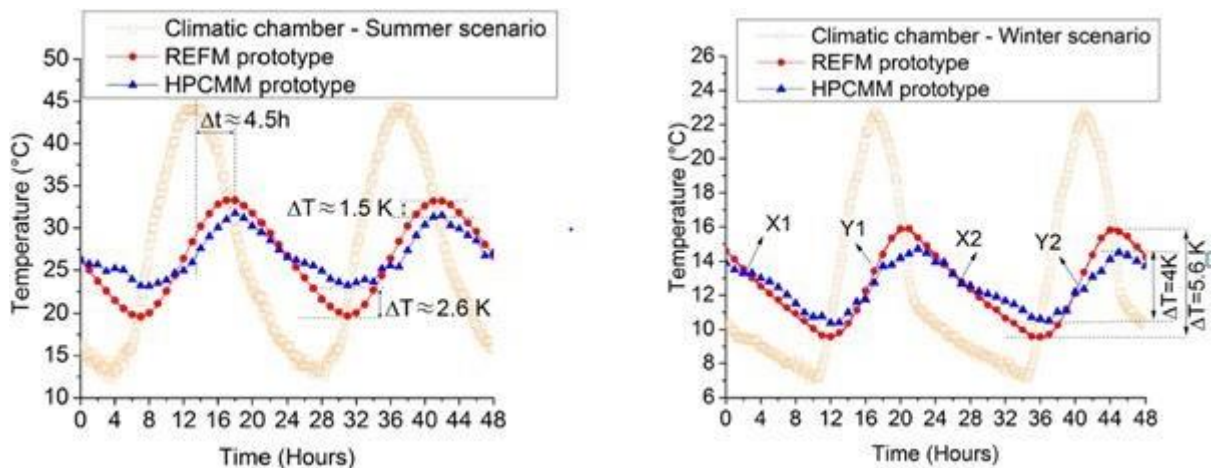 Climatic chamber - Summer scenario
REFM prototype
HPCMM prototype
Temperature (°C)
50
45
40
35
30
25
20
15
10
Δt≈4.5h
ΔT≈1.5 K
ΔT≈2.6 K
0 4 8 12 16 20 24 28 32 36 40 44 48
Time (Hours)
Climatic chamber - Winter scenario
REFM prototype
HPCMM prototype
Temperature (°C)
26
24
22
20
18
16
14
12
10
8
6
X1
Y1
X2
Y2
ΔT=4K
ΔT=5.6 K
0 4 8 12 16 20 24 28 32 36 40 44 48
Time (Hours)